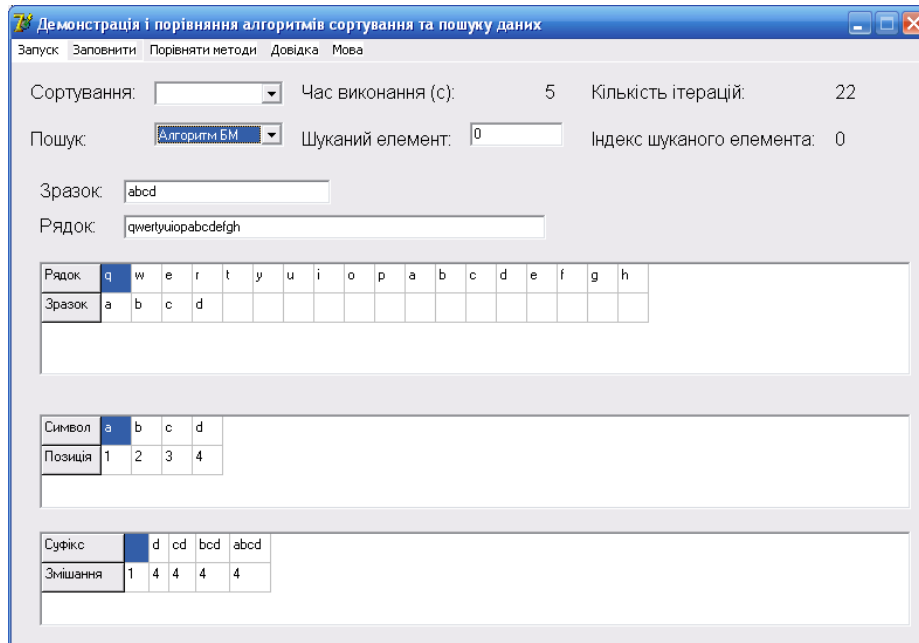 Демонстрація і порівняння алгоритмів сортування та пошуку даних
Запуск Заповнити Порівняти методи Довідка Мова
Сортування: Час виконання (с): 5 Кількість ітерацій: 22
Пошук: Алгоритм БМ Шуканий елемент: 0 Індекс шуканого елемента: 0
Зразок: abcd
Рядок: qwertyuiopabcdefgh
Рядок q w e r t y u i o p a b c d e f g h
Зразок a b c d
Символ a b c d
Позиція 1 2 3 4
Суфікс d cd bcd abcd
Змішання 1 4 4 4 4